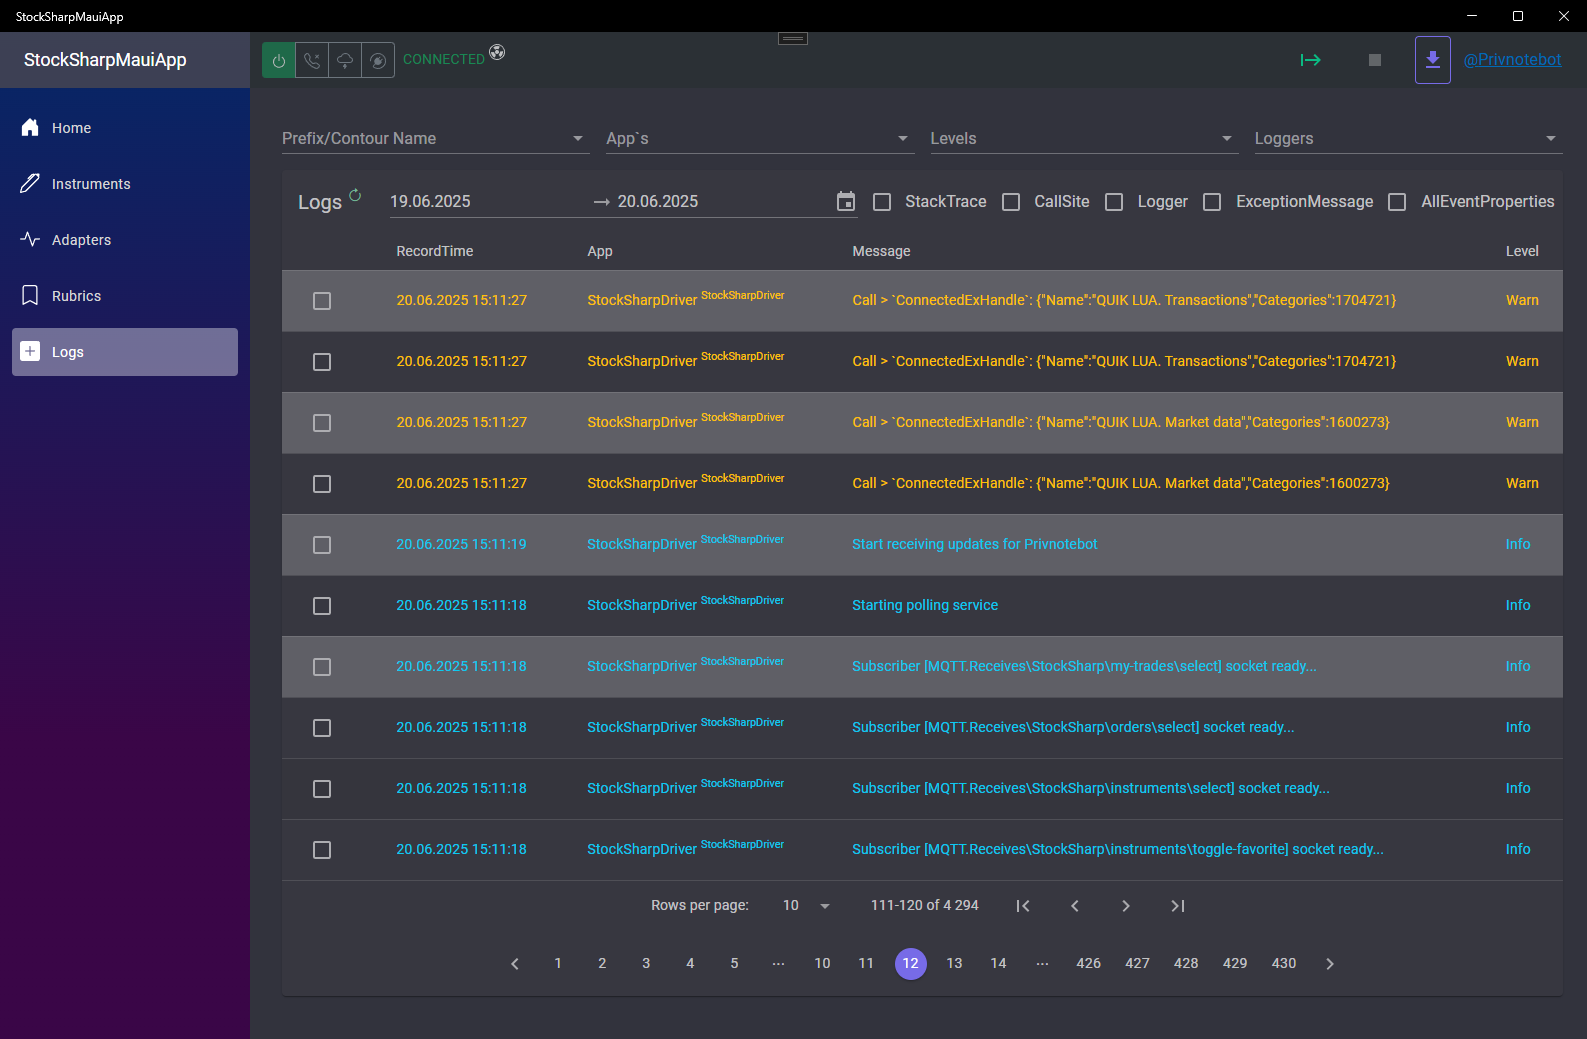 StockSharpMauiApp
StockSharpMauiApp
CONNECTED
@Privnotebot
Home
Instruments
Adapters
Rubrics
Logs
Prefix/Contour Name App`s Levels Loggers
Logs 19.06.2025 20.06.2025 StackTrace CallSite Logger ExceptionMessage AllEventProperties
RecordTime App Message Level
20.06.2025 15:11:27 StockSharpDriver StockSharpDriver Call > `ConnectedExHandle`: {"Name":"QUIK LUA. Transactions","Categories":1704721} Warn
20.06.2025 15:11:27 StockSharpDriver StockSharpDriver Call > `ConnectedExHandle`: {"Name":"QUIK LUA. Transactions","Categories":1704721} Warn
20.06.2025 15:11:27 StockSharpDriver StockSharpDriver Call > `ConnectedExHandle`: {"Name":"QUIK LUA. Market data","Categories":1600273} Warn
20.06.2025 15:11:27 StockSharpDriver StockSharpDriver Call > `ConnectedExHandle`: {"Name":"QUIK LUA. Market data","Categories":1600273} Warn
20.06.2025 15:11:19 StockSharpDriver StockSharpDriver Start receiving updates for Privnotebot Info
20.06.2025 15:11:18 StockSharpDriver StockSharpDriver Starting polling service Info
20.06.2025 15:11:18 StockSharpDriver StockSharpDriver Subscriber [MQTT.Receives\StockSharp\my-trades\select] socket ready... Info
20.06.2025 15:11:18 StockSharpDriver StockSharpDriver Subscriber [MQTT.Receives\StockSharp\orders\select] socket ready... Info
20.06.2025 15:11:18 StockSharpDriver StockSharpDriver Subscriber [MQTT.Receives\StockSharp\instruments\select] socket ready... Info
20.06.2025 15:11:18 StockSharpDriver StockSharpDriver Subscriber [MQTT.Receives\StockSharp\instruments\toggle-favorite] socket ready... Info
Rows per page: 10 111-120 of 4 294
1 2 3 4 5 ... 10 11 12 13 14 ... 426 427 428 429 430